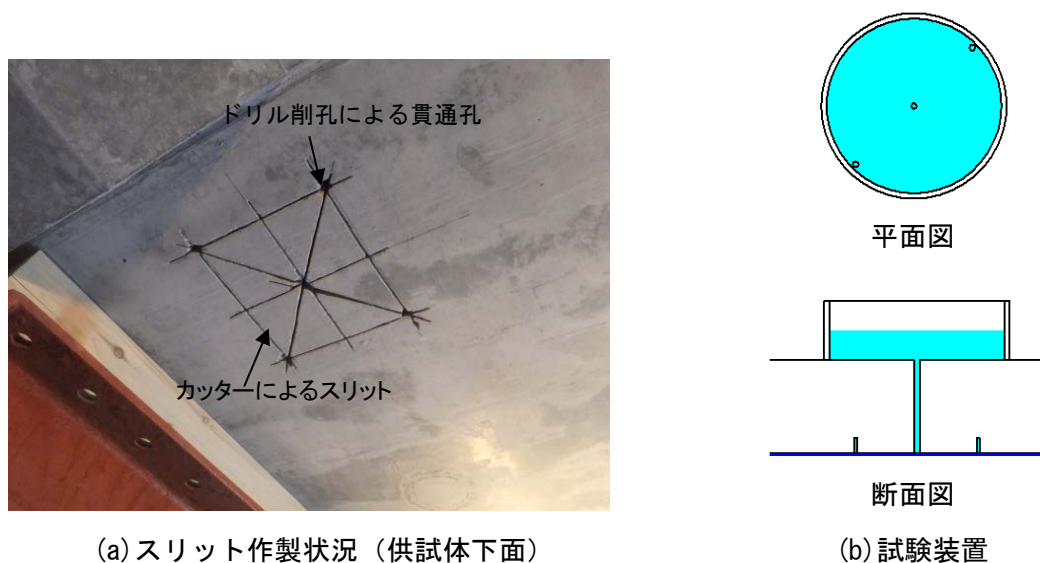 ドリル削孔による貫通孔
カッターによるスリット
(a)スリット作製状況（供試体下面）
平面図
断面図
(b)試験装置